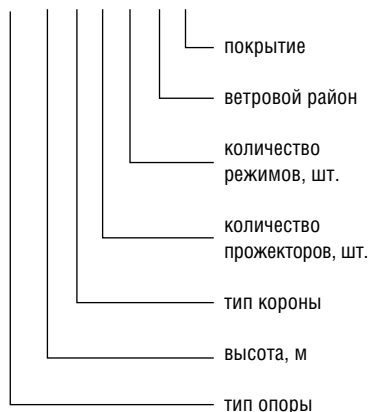 покрытие
ветровой район
количество
режимов, шт.
количество
прожекторов, шт.
тип короны
высота, м
тип опоры